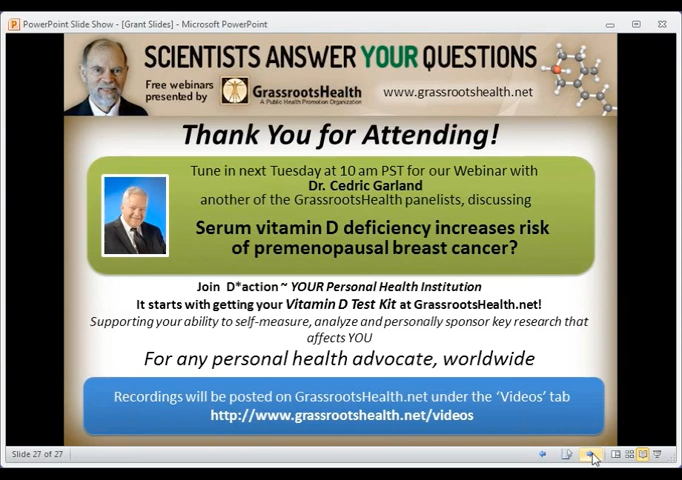 PowerPoint Slide Show - [Grant Slides] - Microsoft PowerPoint
SCIENTISTS ANSWER YOUR QUESTIONS
Free webinars
presented by
GrassrootsHealth
A Public Health Promotion Organization
www.grassrootshealth.net
Thank You for Attending!
Tune in next Tuesday at 10 am PST for our Webinar with
Dr. Cedric Garland
another of the GrassrootsHealth panelists, discussing
Serum vitamin D deficiency increases risk
of premenopausal breast cancer?
Join D*action ~ YOUR Personal Health Institution
It starts with getting your Vitamin D Test Kit at GrassrootsHealth.net!
Supporting your ability to self-measure, analyze and personally sponsor key research that
affects YOU
For any personal health advocate, worldwide
Recordings will be posted on GrassrootsHealth.net under the ‘Videos’ tab
http://www.grassrootshealth.net/videos
Slide 27 of 27